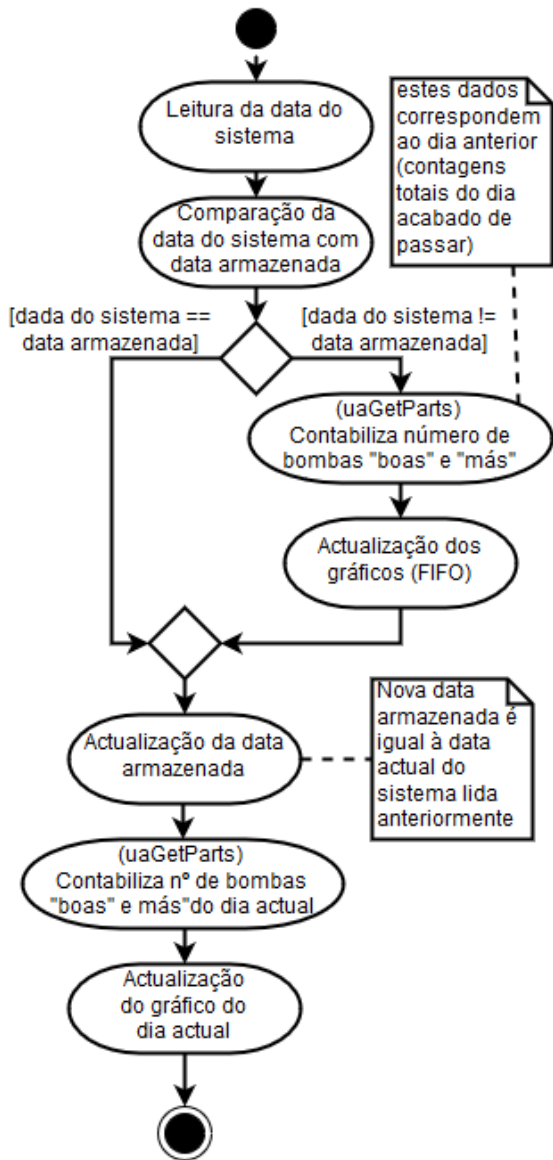 Leitura da data do
sistema
estes dados
correspondem
ao dia anterior
(contagens
totais do dia
acabado de
passar)
Comparação da
data do sistema com
data armazenada
[dada do sistema ==
data armazenada]
[dada do sistema !=
data armazenada]
(uaGetParts)
Contabiliza número de
bombas "boas" e "más"
Actualização dos
gráficos (FIFO)
Nova data
armazenada é
igual à data
actual do
sistema lida
anteriormente
Actualização da data
armazenada
(uaGetParts)
Contabiliza nº de bombas
"boas" e más"do dia actual
Actualização
do gráfico do
dia actual